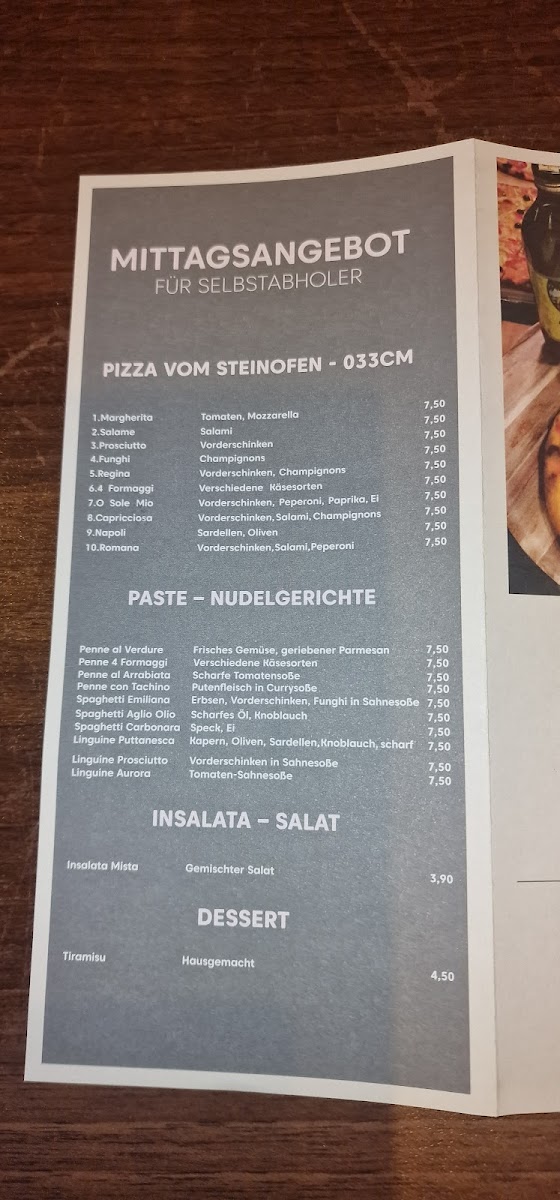 MITTAGSANGEBOT
FÜR SELBSTABHOLER
PIZZA VOM STEINOFEN - 033CM
1.Margherita Tomaten, Mozzarella 7,50
2.Salame Salami 7,50
3.Prosciutto Vorderschinken 7,50
4.Funghi Champignons 7,50
5.Regina Vorderschinken, Champignons 7,50
6.4 Formaggi Verschiedene Käsesorten 7,50
7.O Sole Mio Vorderschinken, Peperoni, Paprika, Ei 7,50
8.Capricciosa Vorderschinken,Salami,Champignons 7,50
9.Napoli Sardellen, Oliven 7,50
10.Romana Vorderschinken,Salami,Peperoni 7,50
PASTE – NUDELGERICHTE
Penne al Verdure Frisches Gemüse, geriebener Parmesan 7,50
Penne 4 Formaggi Verschiedene Käsesorten 7,50
Penne al Arrabiata Scharfe Tomatensoße 7,50
Penne con Tachino Putenfleisch in Currysoße 7,50
Spaghetti Emiliana Erbsen, Vorderschinken, Funghi in Sahnesoße 7,50
Spaghetti Aglio Olio Scharfes Öl, Knoblauch 7,50
Spaghetti Carbonara Speck, Ei 7,50
Linguine Puttanesca Kapern, Oliven, Sardellen,Knoblauch, scharf 7,50
Linguine Prosciutto Vorderschinken in Sahnesoße 7,50
Linguine Aurora Tomaten-Sahnesoße 7,50
INSALATA – SALAT
Insalata Mista Gemischter Salat 3,90
DESSERT
Tiramisu Hausgemacht 4,50